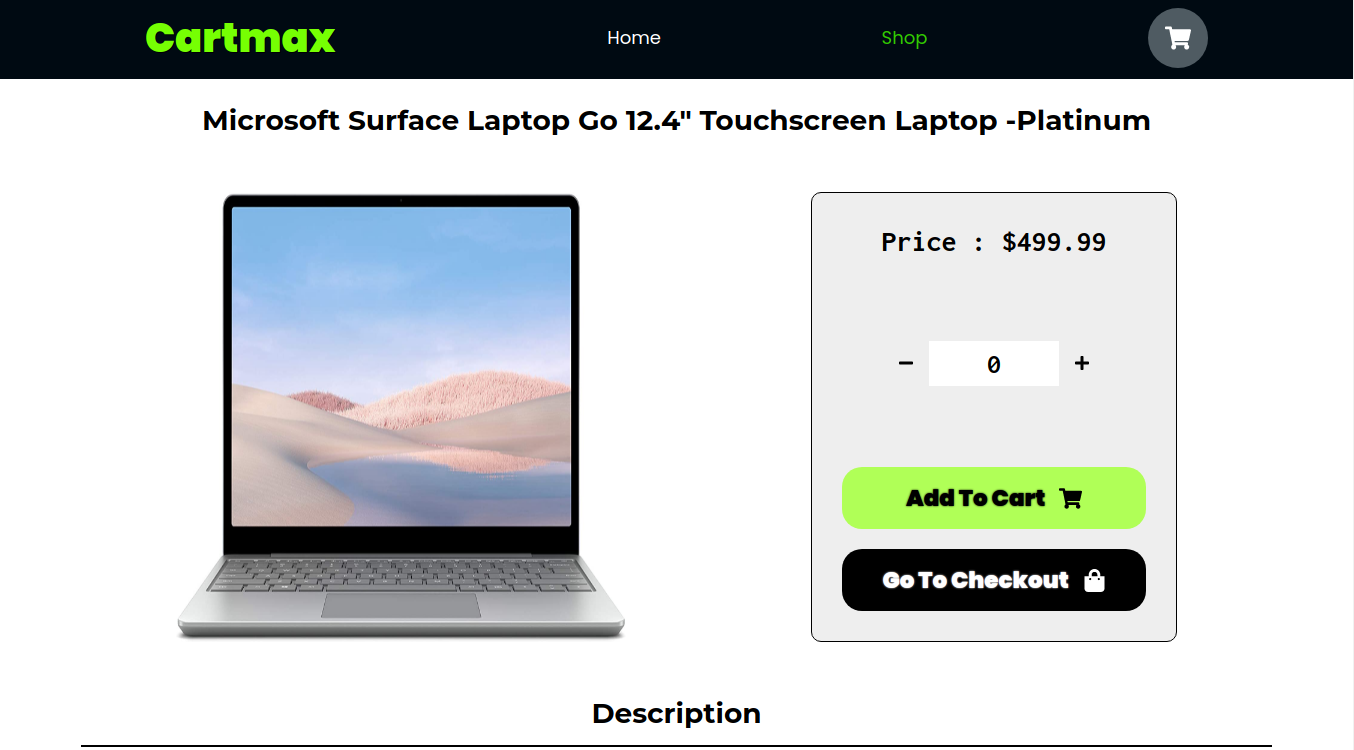 Cartmax
Home
Shop
Microsoft Surface Laptop Go 12.4" Touchscreen Laptop -Platinum
Price : $499.99
− 0 +
Add To Cart
Go To Checkout
Description